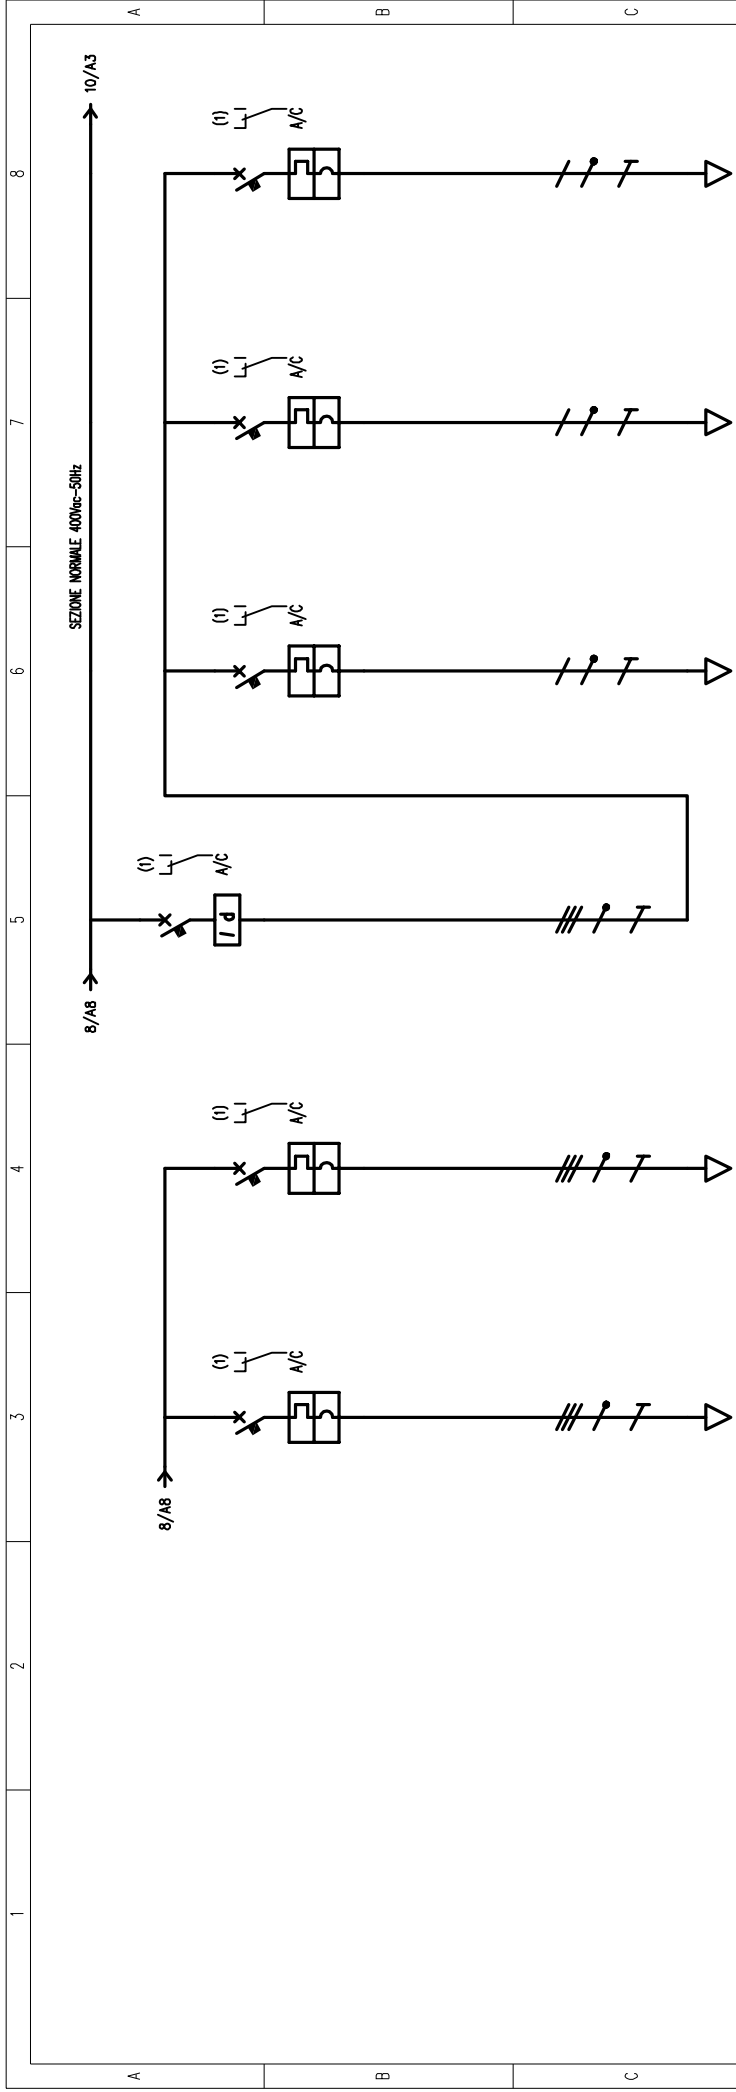 1 2 3 4 5 6 7 8
A
A
SEZIONE NORMALE 400Vac-50Hz
8/A8
10/A3
8/A8
(1)
A/C
(1)
A/C
(1)
A/C
Id
(1)
A/C
(1)
A/C
(1)
A/C
B
B
C
C